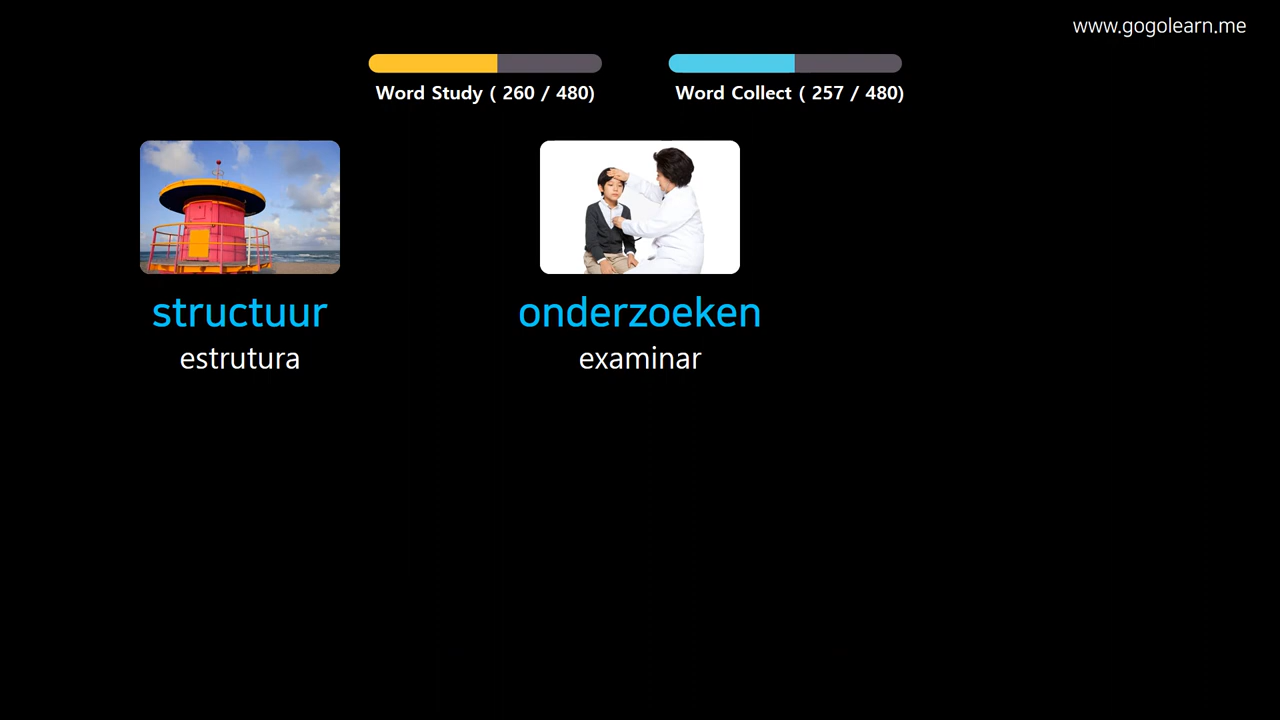 www.gogolearn.me
Word Study ( 260 / 480)
Word Collect ( 257 / 480)
structuur
estrutura
onderzoeken
examinar